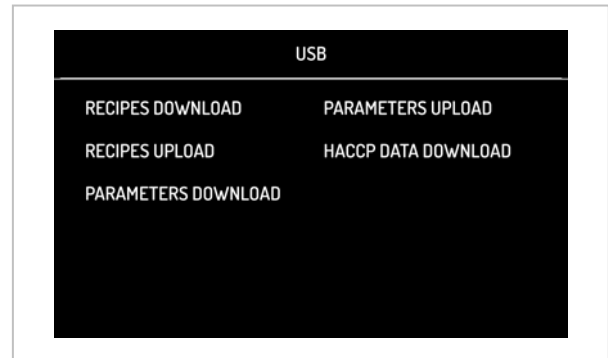 USB
RECIPES DOWNLOAD
RECIPES UPLOAD
PARAMETERS DOWNLOAD
PARAMETERS UPLOAD
HACCP DATA DOWNLOAD